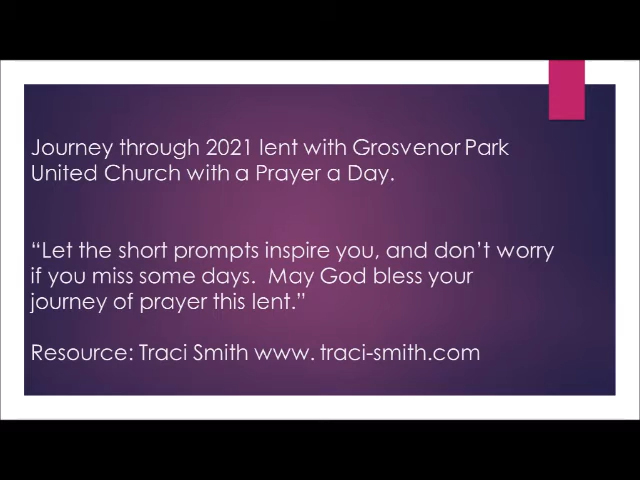 Journey through 2021 lent with Grosvenor Park
United Church with a Prayer a Day.
“Let the short prompts inspire you, and don’t worry
if you miss some days.  May God bless your
journey of prayer this lent.”
Resource: Traci Smith www. traci-smith.com